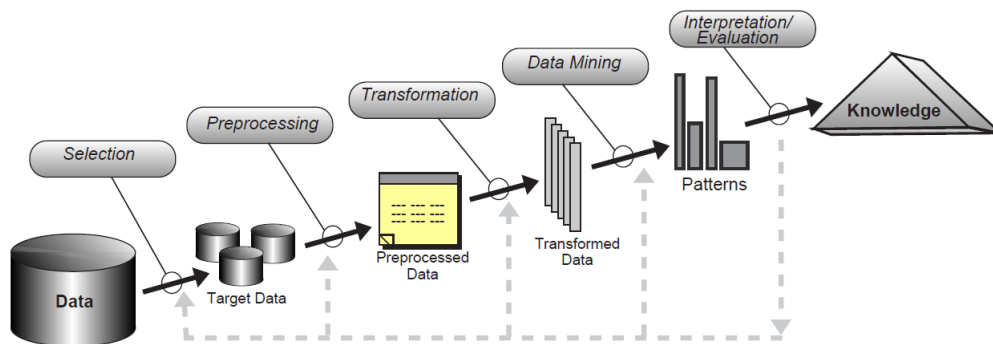 Interpretation/
Evaluation
Data Mining
Transformation
Preprocessing
Selection
Knowledge
Patterns
Transformed
Data
Preprocessed
Data
Target Data
Data